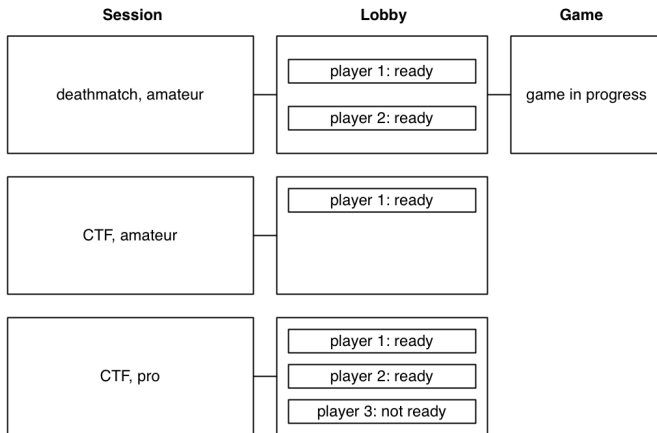 Session Lobby Game
deathmatch, amateur
player 1: ready
player 2: ready
game in progress
CTF, amateur
player 1: ready
CTF, pro
player 1: ready
player 2: ready
player 3: not ready